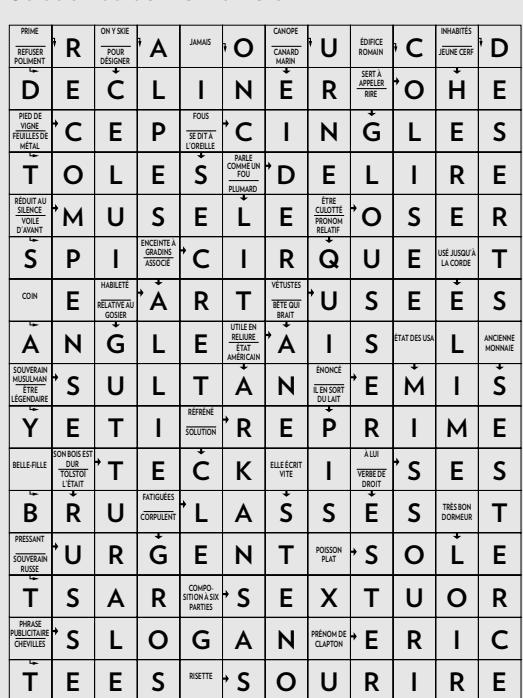 PRIME
REFUSER
POLIMENT
R
ON Y SKIE
POUR
DÉSIGNER
A
JAMAIS
O
CANOPE
CANARD
MARIN
U
ÉDIFICE
ROMAIN
C
INHABITÉS
JEUNE CERF
D
D E C L I N E R
SERT À
APPELER
RIRE
O H E
PIED DE
VIGNE
FEUILLES DE
MÉTAL
C E P
FOUS
SE DIT À
L'OREILLE
C I N G L E S
T O L E S
PARLE
COMME UN
FOU
PLUMARD
D E L I R E
RÉDUIT AU
SILENCE
VOILE
D'AVANT
M U S E L E
ÊTRE
CULOTTÉ
PRONOM
RELATIF
O S E R
S P I
ENCEINTE À
GRADINS
ASSOCIÉ
C I R Q U E
USÉ JUSQU'À
LA CORDE
T
COIN
E
HABILETÉ
RELATIVE AU
GOSIER
A R T
VÉTUSTES
BÊTE QUI
BRAIT
U S E E S
A N G L E
UTILE EN
RELIURE
ÉTAT
AMÉRICAIN
A I S
ÉTAT DES USA
L
ANCIENNE
MONNAIE
SOUVERAIN
MUSULMAN
ÊTRE
LÉGENDAIRE
S U L T A N
ÉNONCÉ
IL EN SORT
DU LAIT
E M I S
Y E T I
RÉFRÉNÉ
SOLUTION
R E P R I M E
BELLE-FILLE
SON BOIS EST
DUR
TOLSTOÏ
L'ÉTAIT
T E C K
ELLE ÉCRIT
VITE
I
À LUI
VERBE DE
DROIT
S E S
B R U
FATIGUÉES
CORPULENT
L A S S E S
TRÈS BON
DORMEUR
T
PRESSANT
SOUVERAIN
RUSSE
U R G E N T
POISSON
PLAT
S O L E
T S A R
COMPO-
SITION À SIX
PARTIES
S E X T U O R
PHRASE
PUBLICITAIRE
CHEVILLES
S L O G A N
PRÉNOM DE
CLAPTON
E R I C
T E E S
RISETTE
S O U R I R E